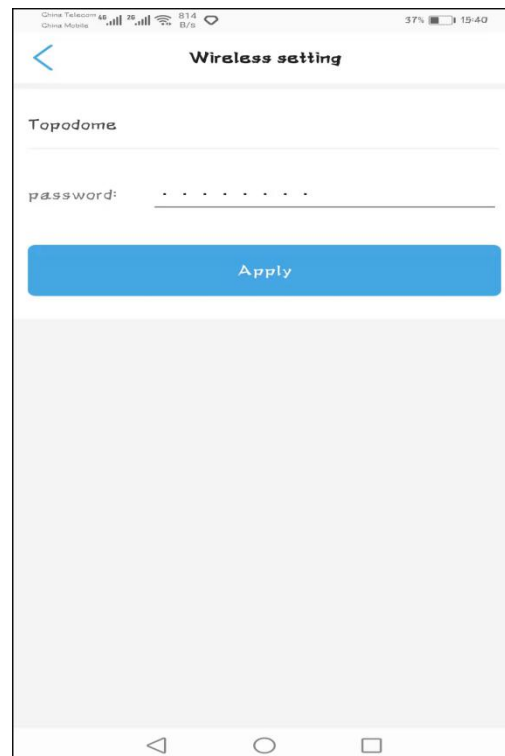 China Telecom 4G 2G 814 37% 15:40
China Mobile B/s
Wireless setting
Topodome
password: ········
Apply